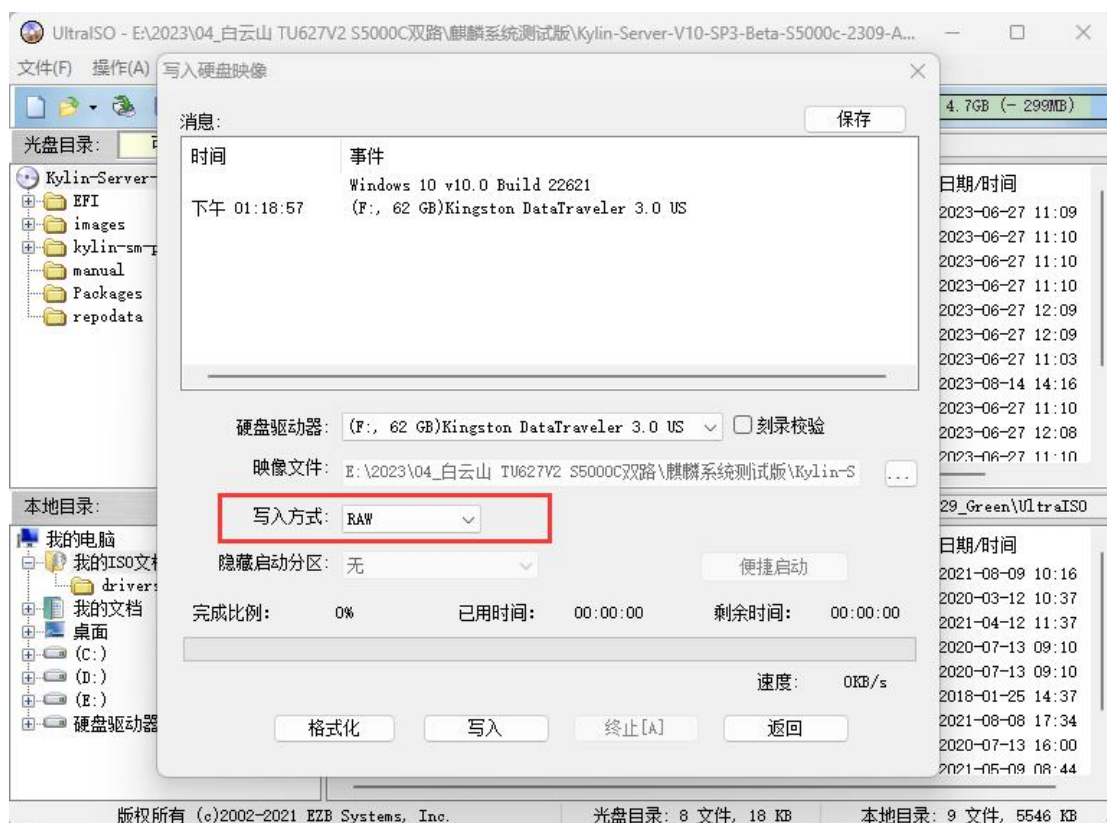 UltraISO - E:\2023\04_白云山 TU627V2 S5000C双路\麒麟系统测试版\Kylin-Server-V10-SP3-Beta-S5000c-2309-A...
文件(F) 操作(A)
写入硬盘映像
4.7GB (- 299MB)
消息:
保存
光盘目录:
时间 事件
Windows 10 v10.0 Build 22621
下午 01:18:57 (F:, 62 GB)Kingston DataTraveler 3.0 US
Kylin-Server-
EFI
images
kylin-sm-p
manual
Packages
repodata
日期/时间
2023-06-27 11:09
2023-06-27 11:10
2023-06-27 11:10
2023-06-27 11:10
2023-06-27 12:09
2023-06-27 12:09
2023-06-27 11:03
2023-08-14 14:16
2023-06-27 11:10
2023-06-27 12:08
2023-06-27 11:10
硬盘驱动器: (F:, 62 GB)Kingston DataTraveler 3.0 US 刻录校验
映像文件: E:\2023\04_白云山 TU627V2 S5000C双路\麒麟系统测试版\Kylin-S ...
写入方式: RAW
隐藏启动分区: 无 便捷启动
完成比例: 0% 已用时间: 00:00:00 剩余时间: 00:00:00
速度: 0KB/s
格式化 写入 终止[A] 返回
本地目录:
29_Green\UltraISO
我的电脑
我的ISO文档
drivers
我的文档
桌面
(C:)
(D:)
(E:)
硬盘驱动器
日期/时间
2021-08-09 10:16
2020-03-12 10:37
2021-04-12 11:37
2020-07-13 09:10
2020-07-13 09:10
2018-01-25 14:37
2021-08-08 17:34
2020-07-13 16:00
2021-05-09 08:44
版权所有 (c)2002-2021 EZB Systems, Inc. 光盘目录: 8 文件, 18 KB 本地目录: 9 文件, 5546 KB